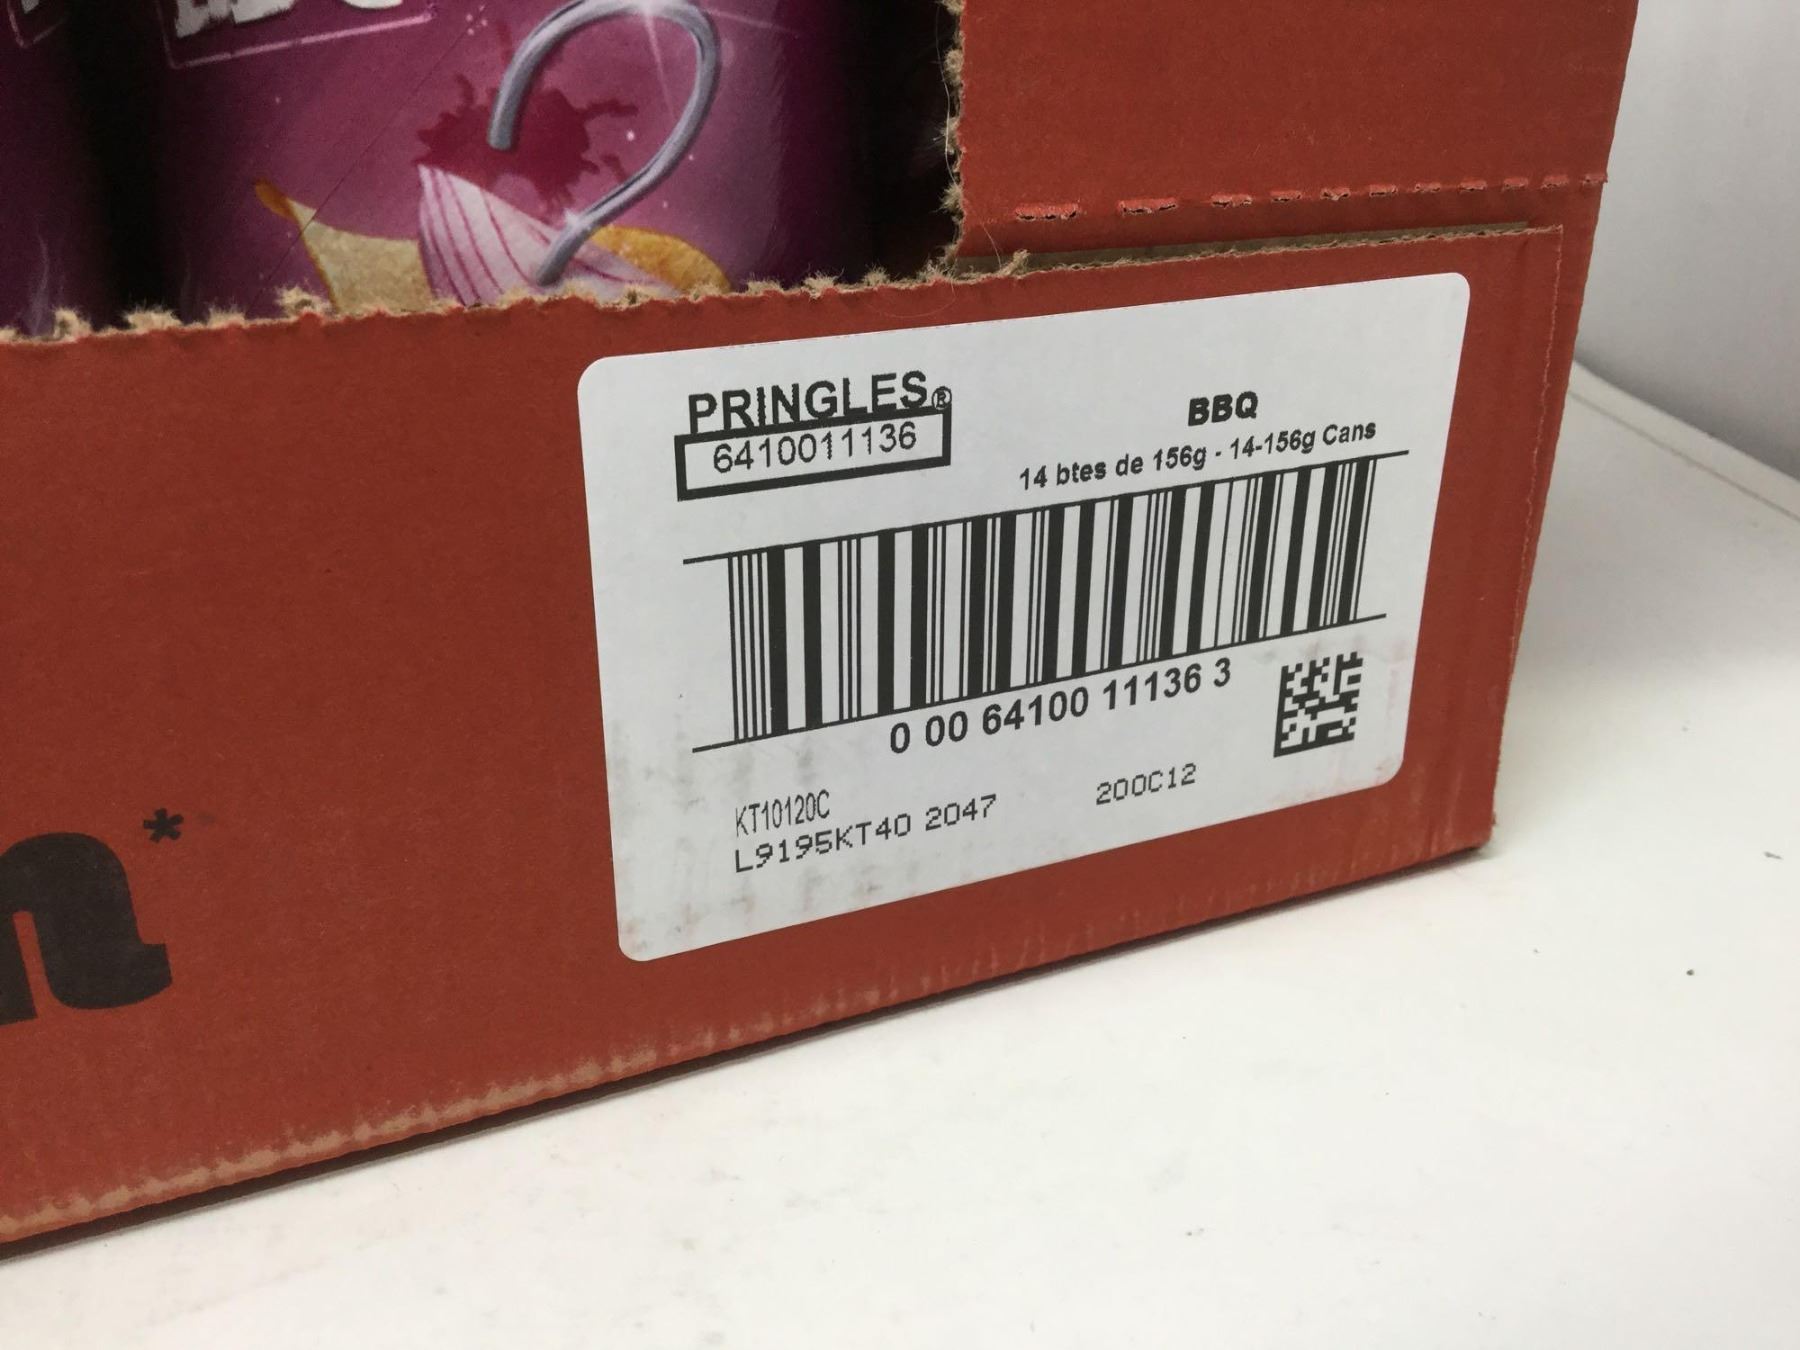 PRINGLES®
6410011136
BBQ
14 btes de 156g - 14-156g Cans
0 00 64100 11136 3
KT10120C
L9195KT40 2047
200C12
n*